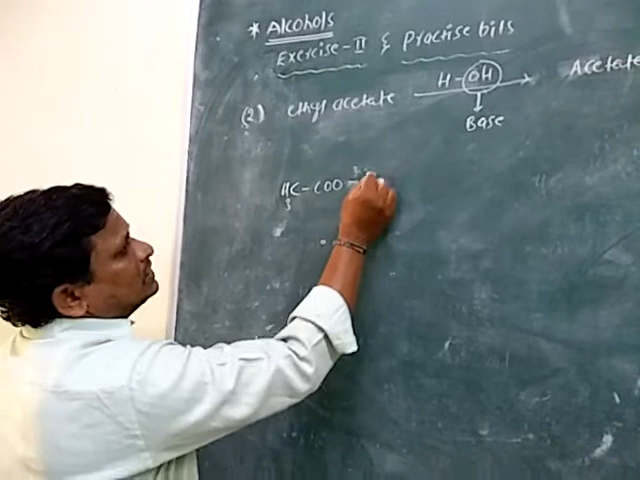 * Alcohols
Exercise-II & Practise bits
(2) ethyl acetate H-OH → Acetate
↓
Base
H3C-COO-